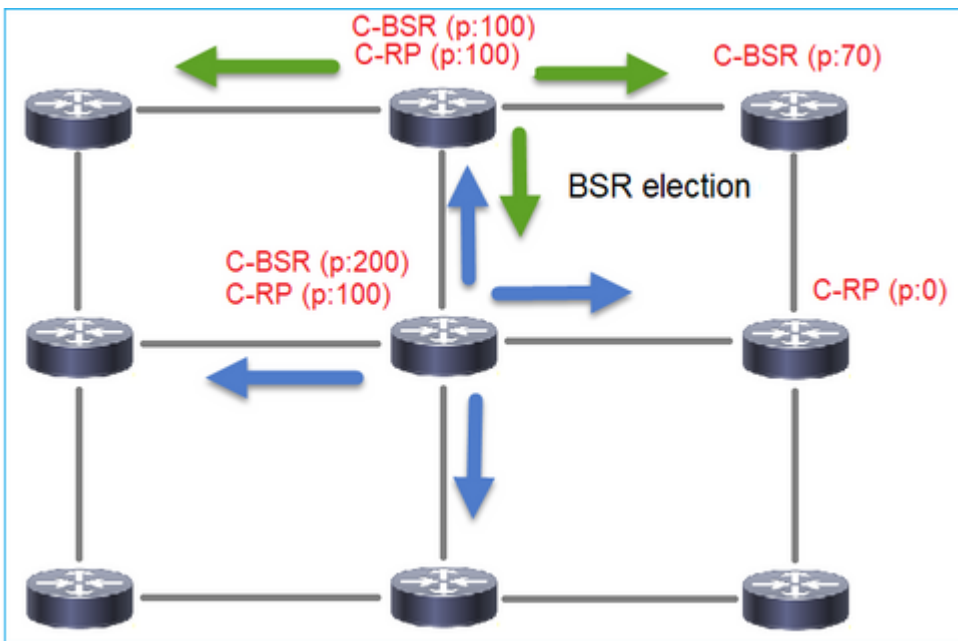 C-BSR (p:100)
C-RP (p:100)
C-BSR (p:70)
BSR election
C-BSR (p:200)
C-RP (p:100)
C-RP (p:0)